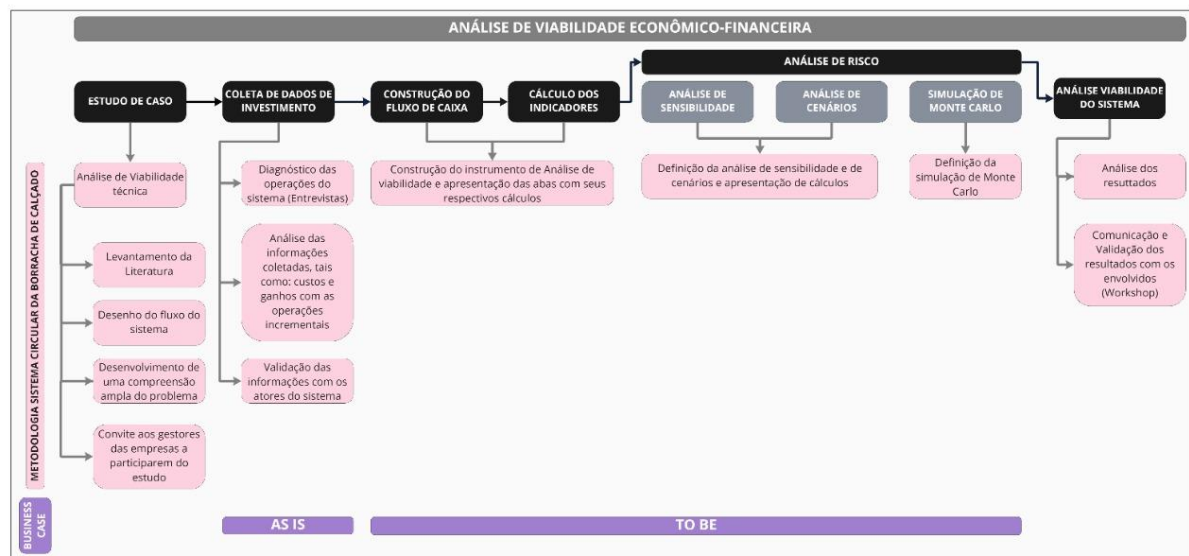 ANÁLISE DE VIABILIDADE ECONÔMICO-FINANCEIRA
ESTUDO DE CASO
COLETA DE DADOS DE
INVESTIMENTO
CONSTRUÇÃO DO
FLUXO DE CAIXA
CÁLCULO DOS
INDICADORES
ANÁLISE DE RISCO
ANÁLISE DE
SENSIBILIDADE
ANÁLISE DE
CENÁRIOS
SIMULAÇÃO DE
MONTE CARLO
ANÁLISE VIABILIDADE
DO SISTEMA
METODOLOGIA SISTEMA CIRCULAR DA BORRACHA DE CALÇADO
Análise de Viabilidade
técnica
Levantamento da
Literatura
Desenho do fluxo do
sistema
Desenvolvimento de
uma compreensão
ampla do problema
Convite aos gestores
das empresas a
participarem do
estudo
Diagnóstico das
operações do
sistema (Entrevistas)
Análise das
informações
coletadas, tais
como: custos e
ganhos com as
operações
incrementais
Validação das
informações com os
atores do sistema
Construção do instrumento de Análise de
viabilidade e apresentação das abas com seus
respectivos cálculos
Definição da análise de sensibilidade e de
cenários e apresentação de cálculos
Definição da
simulação de Monte
Carlo
Análise dos
resuttados
Comunicação e
Validação dos
resultados com os
envolvidos
(Workshop)
BUSINESS
CASE
AS IS
TO BE